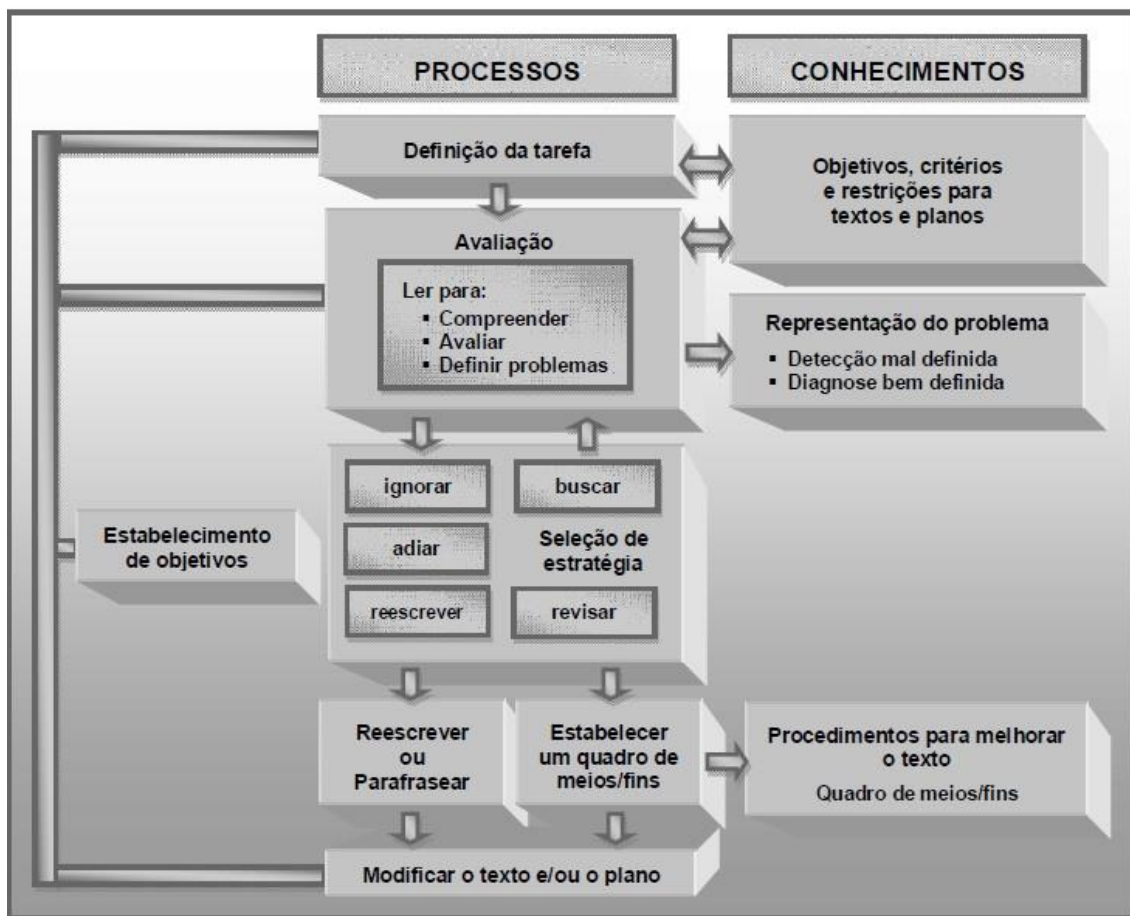 PROCESSOS
CONHECIMENTOS
Definição da tarefa
Objetivos, critérios
e restrições para
textos e planos
Avaliação
Ler para:
▪ Compreender
▪ Avaliar
▪ Definir problemas
Representação do problema
▪ Detecção mal definida
▪ Diagnose bem definida
ignorar
buscar
adiar
Seleção de
estratégia
reescrever
revisar
Estabelecimento
de objetivos
Reescrever
ou
Parafrasear
Estabelecer
um quadro de
meios/fins
Procedimentos para melhorar
o texto
Quadro de meios/fins
Modificar o texto e/ou o plano